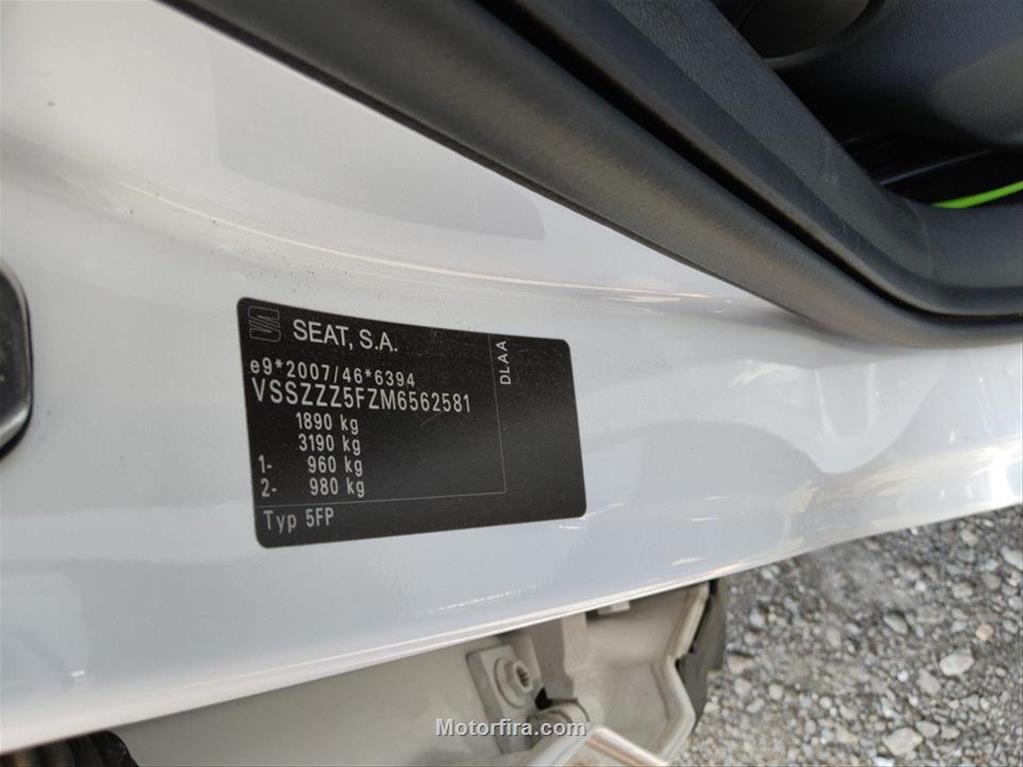 SEAT, S.A.
e9*2007/46*6394
VSSZZZ5FZM6562581
1890 kg
3190 kg
1- 960 kg
2- 980 kg
Typ 5FP
DLAA
Motorfira.com